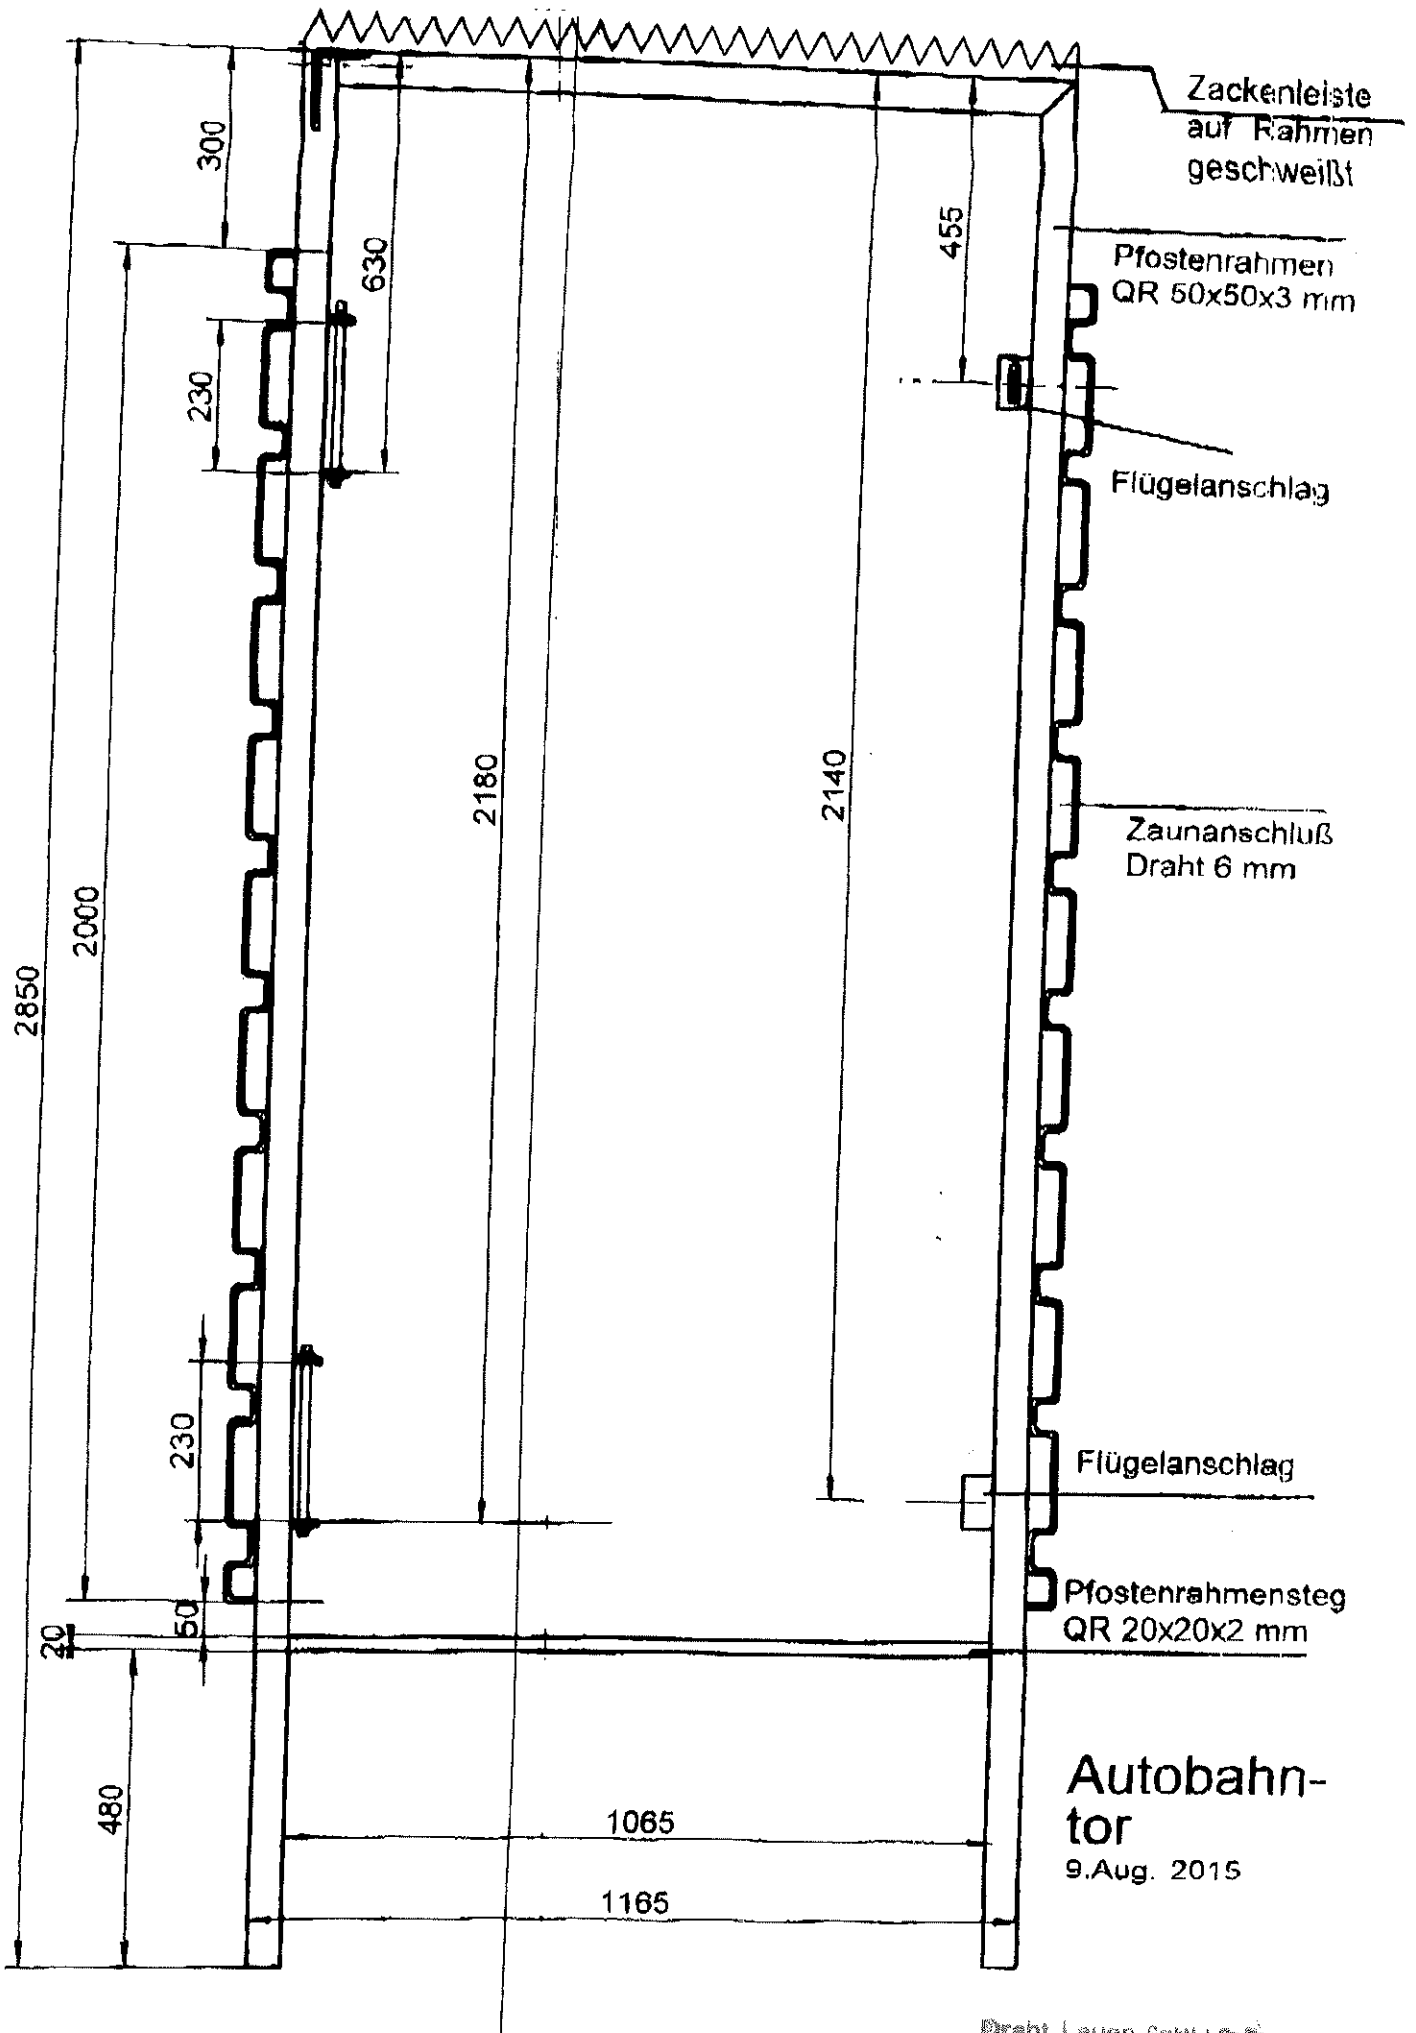 Zackenleiste
auf Rahmen
geschweißt
300
630
455
Pfostenrahmen
QR 50x50x3 mm
230
Flügelanschlag
2180
2140
Zaunanschluß
Draht 6 mm
2000
2850
230
Flügelanschlag
50
20
Pfostenrahmensteg
QR 20x20x2 mm
480
1065
1165
Autobahn-
tor
9.Aug. 2015
Draht